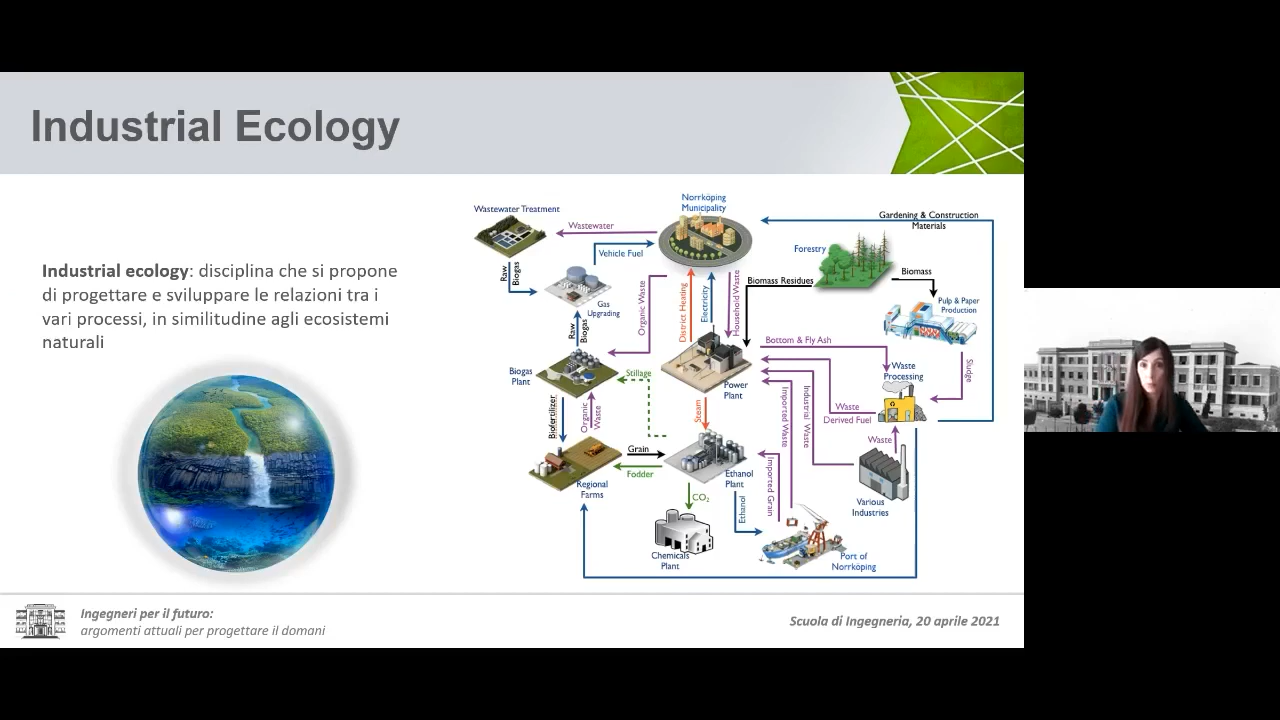 Industrial Ecology
Industrial ecology: disciplina che si propone
di progettare e sviluppare le relazioni tra i
vari processi, in similitudine agli ecosistemi
naturali
Wastewater Treatment
Wastewater
Norrköping
Municipality
Gardening & Construction
Materials
Vehicle Fuel
Forestry
Raw
Biogas
Gas
Upgrading
Organic Waste
District Heating
Electricity
Household Waste
Biomass Residues
Biomass
Pulp & Paper
Production
Raw
Biogas
Bottom & Fly Ash
Sludge
Biogas
Plant
Stillage
Power
Plant
Waste
Processing
Biofertilizer
Organic
Waste
Steam
Imported Waste
Industrial Waste
Waste
Derived Fuel
Grain
Fodder
Waste
Regional
Farms
Ethanol
Plant
Imported Grain
CO₂
Ethanol
Various
Industries
Chemicals
Plant
Port of
Norrköping
Ingegneri per il futuro:
argomenti attuali per progettare il domani
Scuola di Ingegneria, 20 aprile 2021